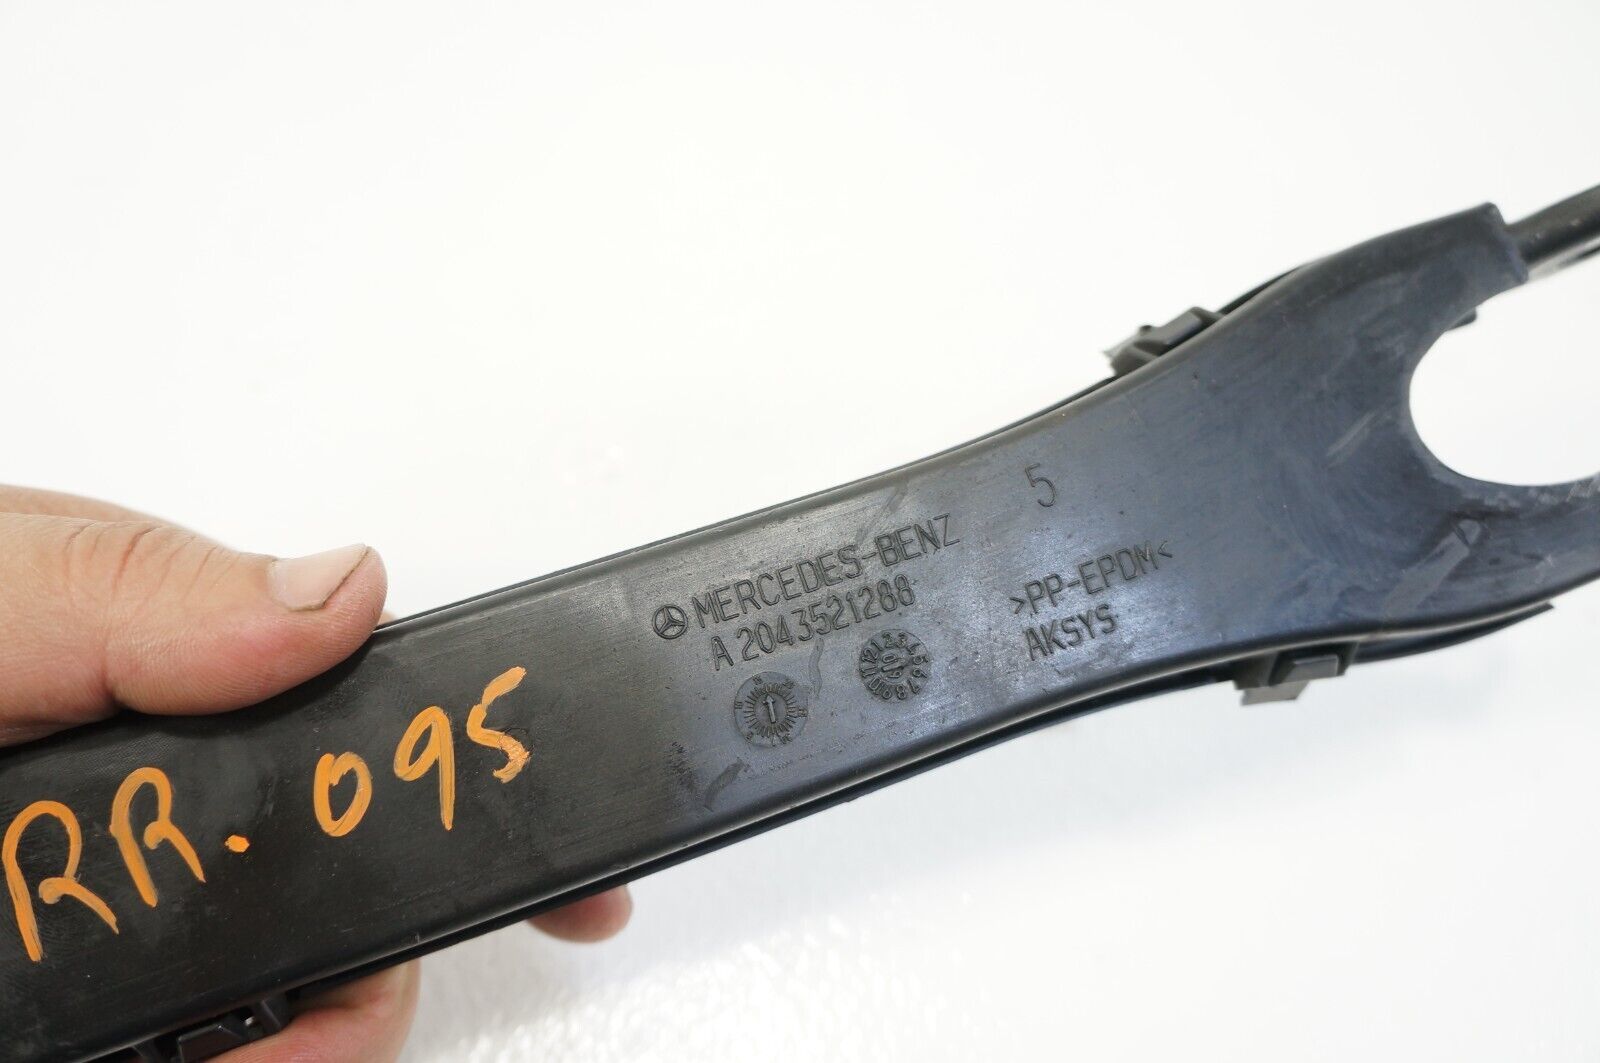 5
MERCEDES-BENZ
A 2043521288
>PP-EPDM<
AKSYS
RR. 095